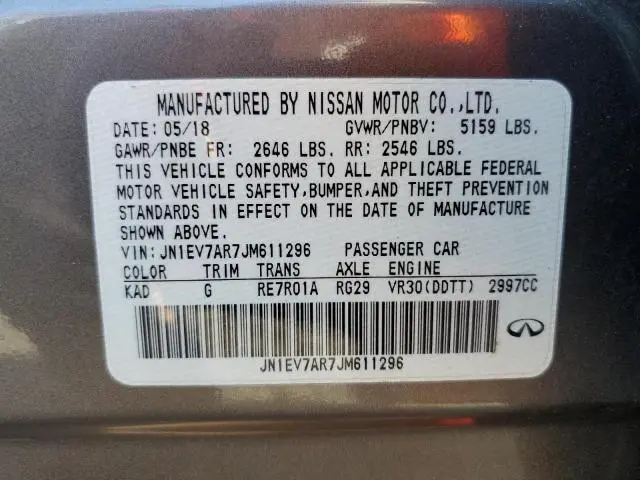 MANUFACTURED BY NISSAN MOTOR CO.,LTD.
DATE: 05/18 GVWR/PNBV: 5159 LBS.
GAWR/PNBE FR: 2646 LBS. RR: 2546 LBS.
THIS VEHICLE CONFORMS TO ALL APPLICABLE FEDERAL
MOTOR VEHICLE SAFETY,BUMPER,AND THEFT PREVENTION
STANDARDS IN EFFECT ON THE DATE OF MANUFACTURE
SHOWN ABOVE.
VIN: JN1EV7AR7JM611296 PASSENGER CAR
COLOR TRIM TRANS AXLE ENGINE
KAD G RE7R01A RG29 VR30(DDTT) 2997CC
JN1EV7AR7JM611296